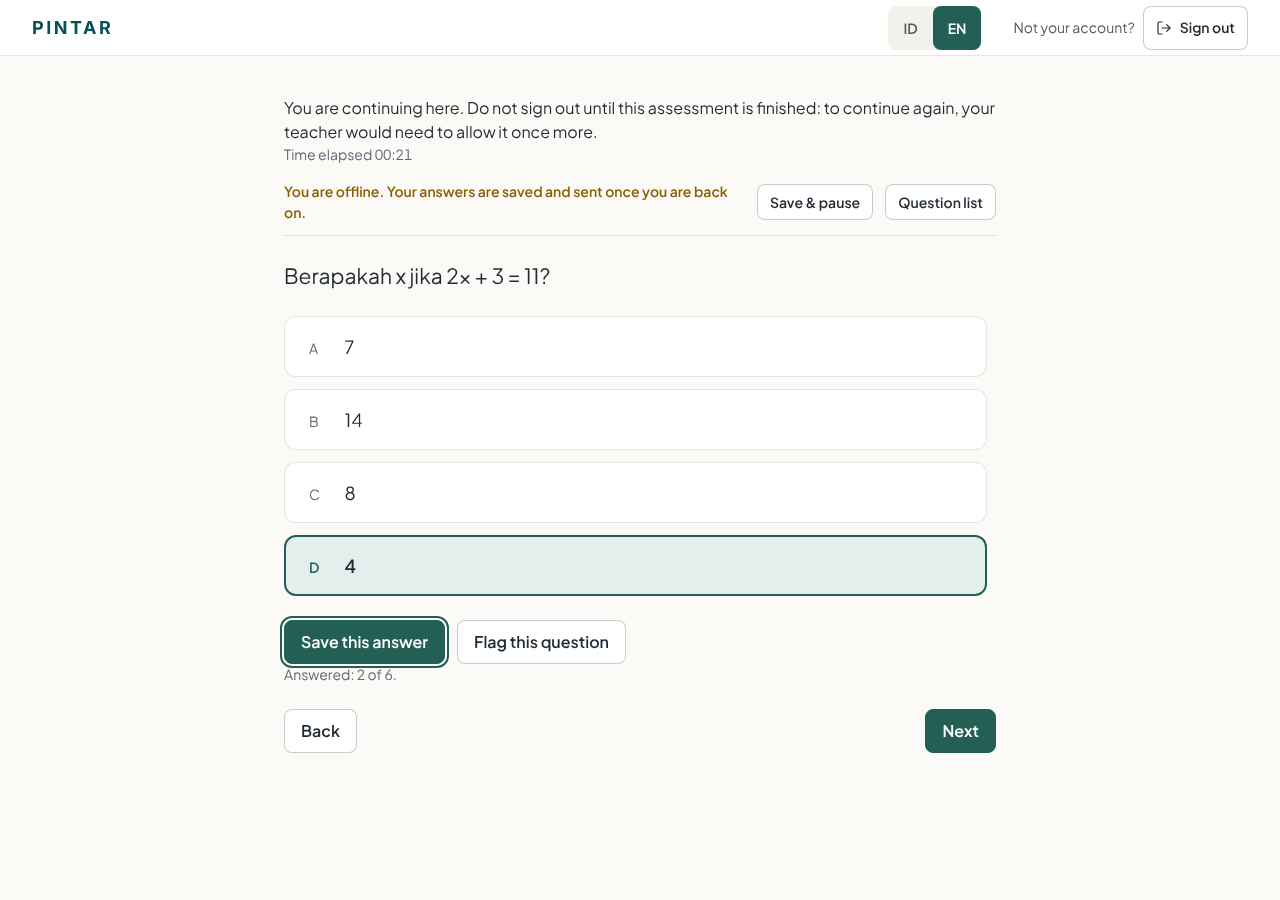 PINTAR
ID
EN
Not your account?
Sign out
You are continuing here. Do not sign out until this assessment is finished: to continue again, your
teacher would need to allow it once more.
Time elapsed 00:21
You are offline. Your answers are saved and sent once you are back
on.
Save & pause
Question list
Berapakah x jika 2x + 3 = 11?
A 7
B 14
C 8
D 4
Save this answer
Flag this question
Answered: 2 of 6.
Back
Next